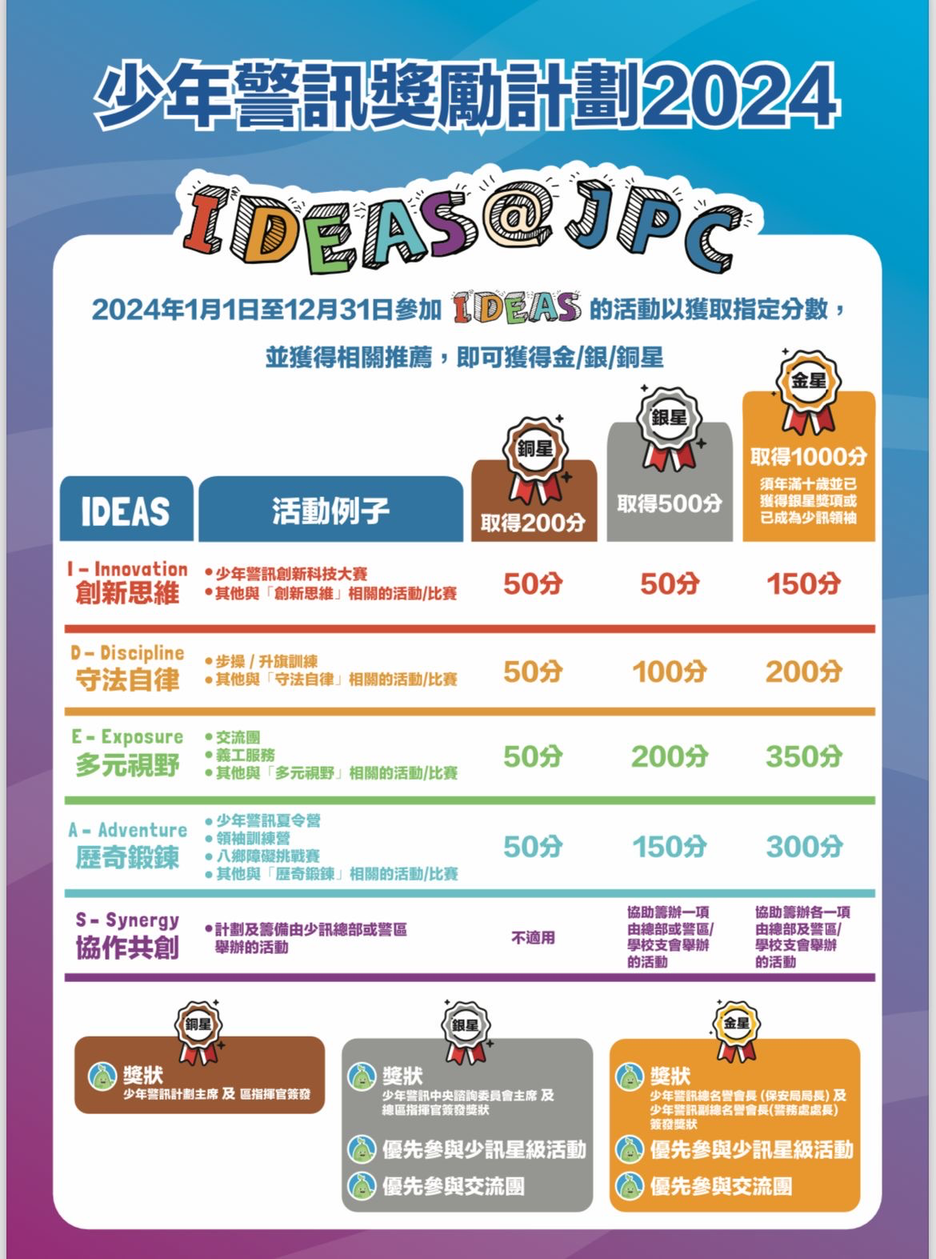 少年警訊獎勵計劃2024
IDEAS@JPC
2024年1月1日至12月31日參加 IDEAS 的活動以獲取指定分數，
並獲得相關推薦，即可獲得金/銀/銅星
金星
銀星
銅星
取得1000分
須年滿十歲並已
獲得銀星獎項或
已成為少訊領袖
取得500分
取得200分
IDEAS
活動例子
I – Innovation
創新思維
•少年警訊創新科技大賽
•其他與「創新思維」相關的活動/比賽
50分
50分
150分
D – Discipline
守法自律
•步操 / 升旗訓練
•其他與「守法自律」相關的活動/比賽
50分
100分
200分
E – Exposure
多元視野
•交流團
•義工服務
•其他與「多元視野」相關的活動/比賽
50分
200分
350分
A – Adventure
歷奇鍛鍊
•少年警訊夏令營
•領袖訓練營
•八鄉障礙挑戰賽
•其他與「歷奇鍛鍊」相關的活動/比賽
50分
150分
300分
S – Synergy
協作共創
•計劃及籌備由少訊總部或警區
舉辦的活動
不適用
協助籌辦一項
由總部或警區/
學校支會舉辦
的活動
協助籌辦各一項
由總部及警區/
學校支會舉辦
的活動
銅星
獎狀
少年警訊計劃主席 及 區指揮官簽發
銀星
獎狀
少年警訊中央諮詢委員會主席 及
總區指揮官簽發獎狀
優先參與少訊星級活動
優先參與交流團
金星
獎狀
少年警訊總名譽會長 (保安局局長) 及
少年警訊副總名譽會長(警務處處長)
簽發獎狀
優先參與少訊星級活動
優先參與交流團